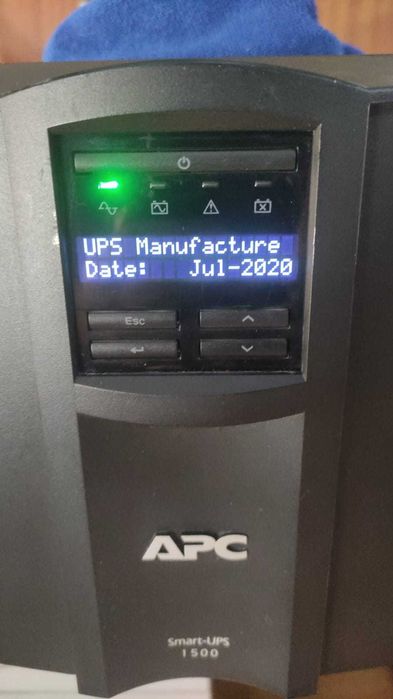 UPS Manufacture
Date: Jul-2020
Esc
APC
Smart-UPS
1500